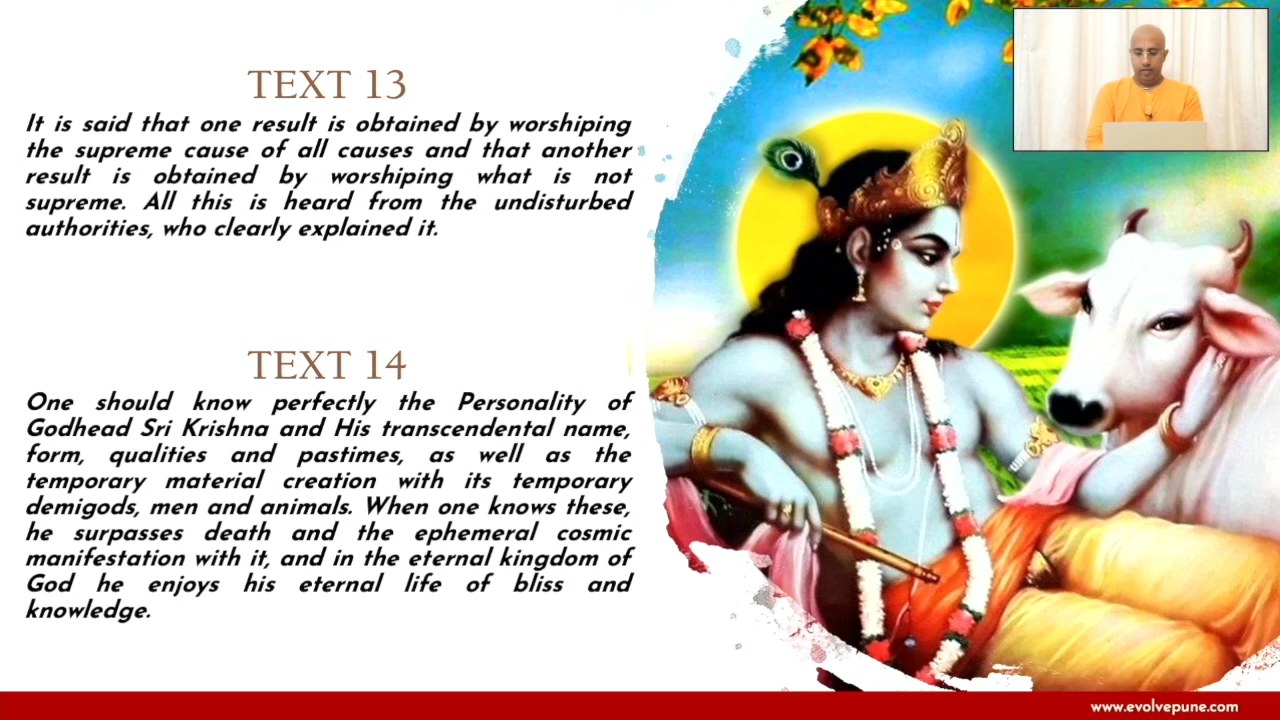 TEXT 13
It is said that one result is obtained by worshiping
the supreme cause of all causes and that another
result is obtained by worshiping what is not
supreme. All this is heard from the undisturbed
authorities, who clearly explained it.
TEXT 14
One should know perfectly the Personality of
Godhead Sri Krishna and His transcendental name,
form, qualities and pastimes, as well as the
temporary material creation with its temporary
demigods, men and animals. When one knows these,
he surpasses death and the ephemeral cosmic
manifestation with it, and in the eternal kingdom of
God he enjoys his eternal life of bliss and
knowledge.
www.evolvepune.com